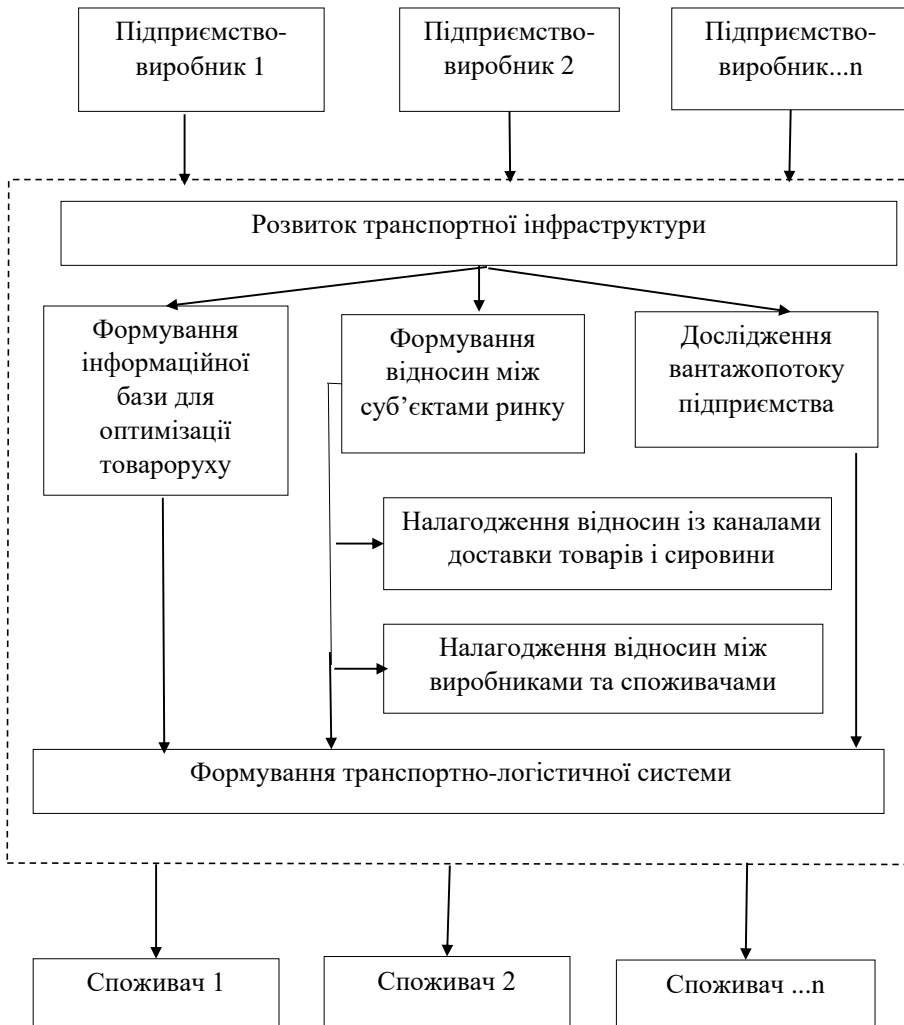 Підприємство-
виробник 1
Підприємство-
виробник 2
Підприємство-
виробник...n
Розвиток транспортної інфраструктури
Формування
інформаційної
бази для
оптимізації
товароруху
Формування
відносин між
суб’єктами ринку
Дослідження
вантажопотоку
підприємства
Налагодження відносин із каналами
доставки товарів і сировини
Налагодження відносин між
виробниками та споживачами
Формування транспортно-логістичної системи
Споживач 1
Споживач 2
Споживач ...n